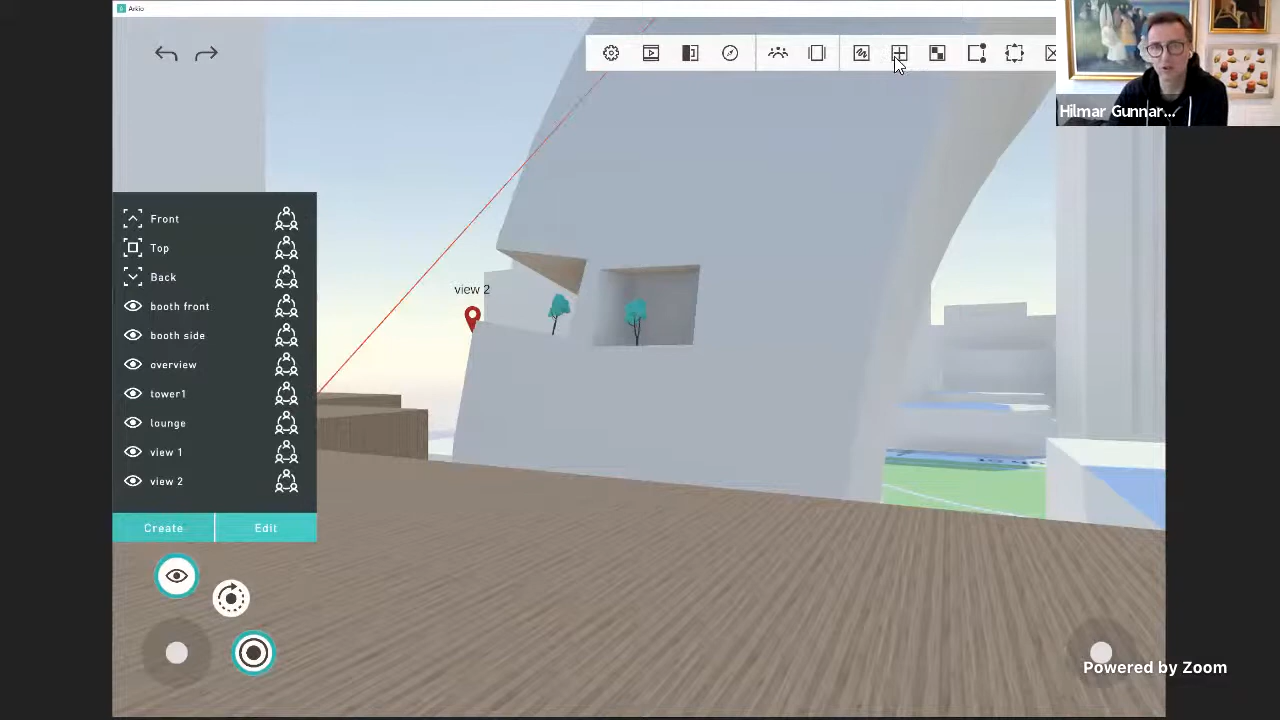 Arkio
Hilmar Gunnar...
Front
Top
Back
booth front
booth side
overview
tower1
lounge
view 1
view 2
Create
Edit
view 2
Powered by Zoom